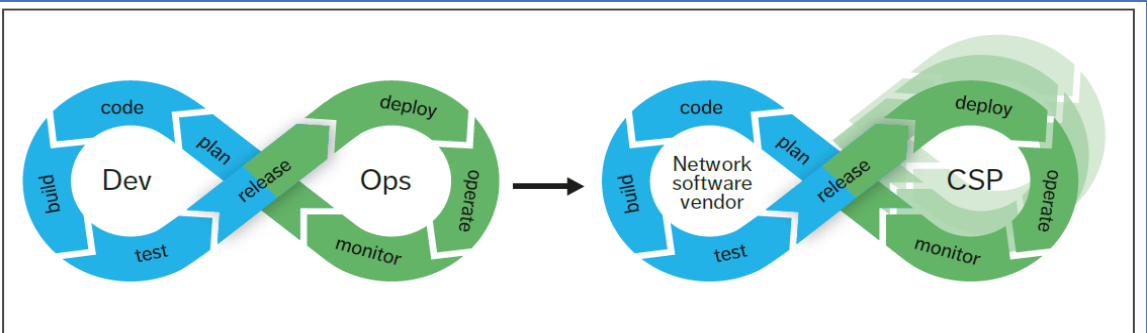 code
plan
build
Dev
test
release
deploy
Ops
operate
monitor
code
plan
build
Network
software
vendor
test
release
deploy
CSP
operate
monitor